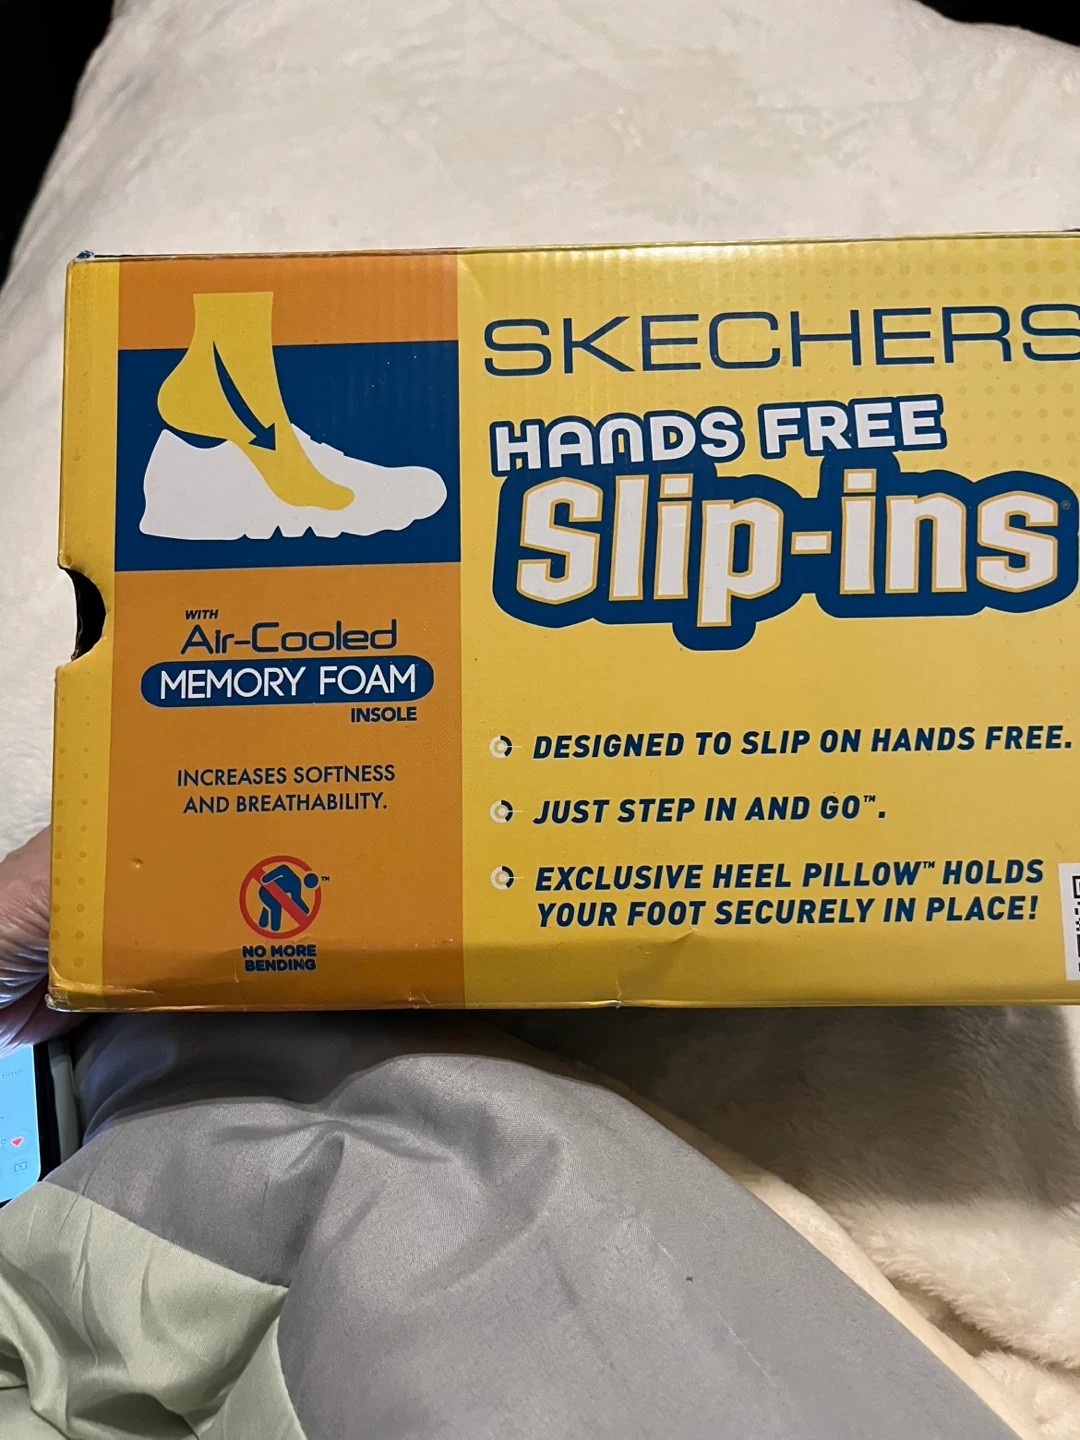 SKECHERS
HANDS FREE
Slip-ins®
WITH
Air-Cooled
MEMORY FOAM
INSOLE
INCREASES SOFTNESS
AND BREATHABILITY.
™
NO MORE
BENDING
DESIGNED TO SLIP ON HANDS FREE.
JUST STEP IN AND GO™.
EXCLUSIVE HEEL PILLOW™ HOLDS
YOUR FOOT SECURELY IN PLACE!